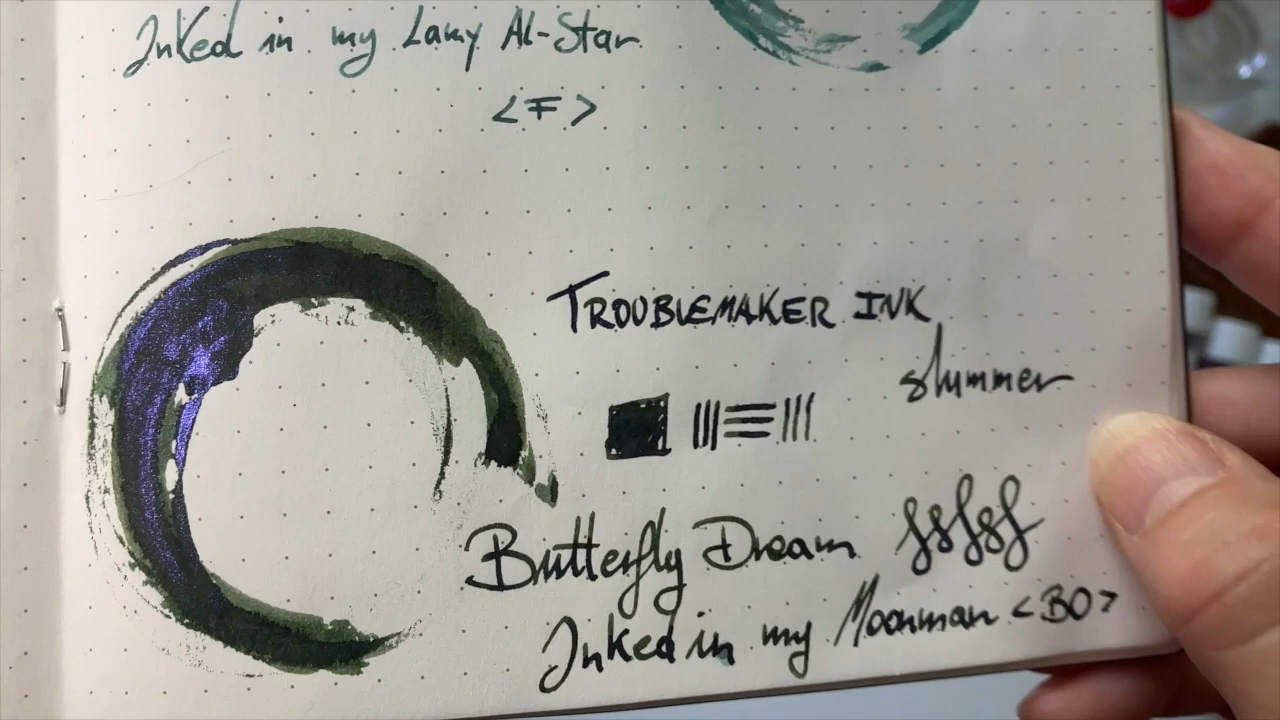 Inked in my Lamy Al-Star
<F>
TROUBLEMAKER INK
shimmer
Butterfly Dream
Inked in my Moonman <BO>